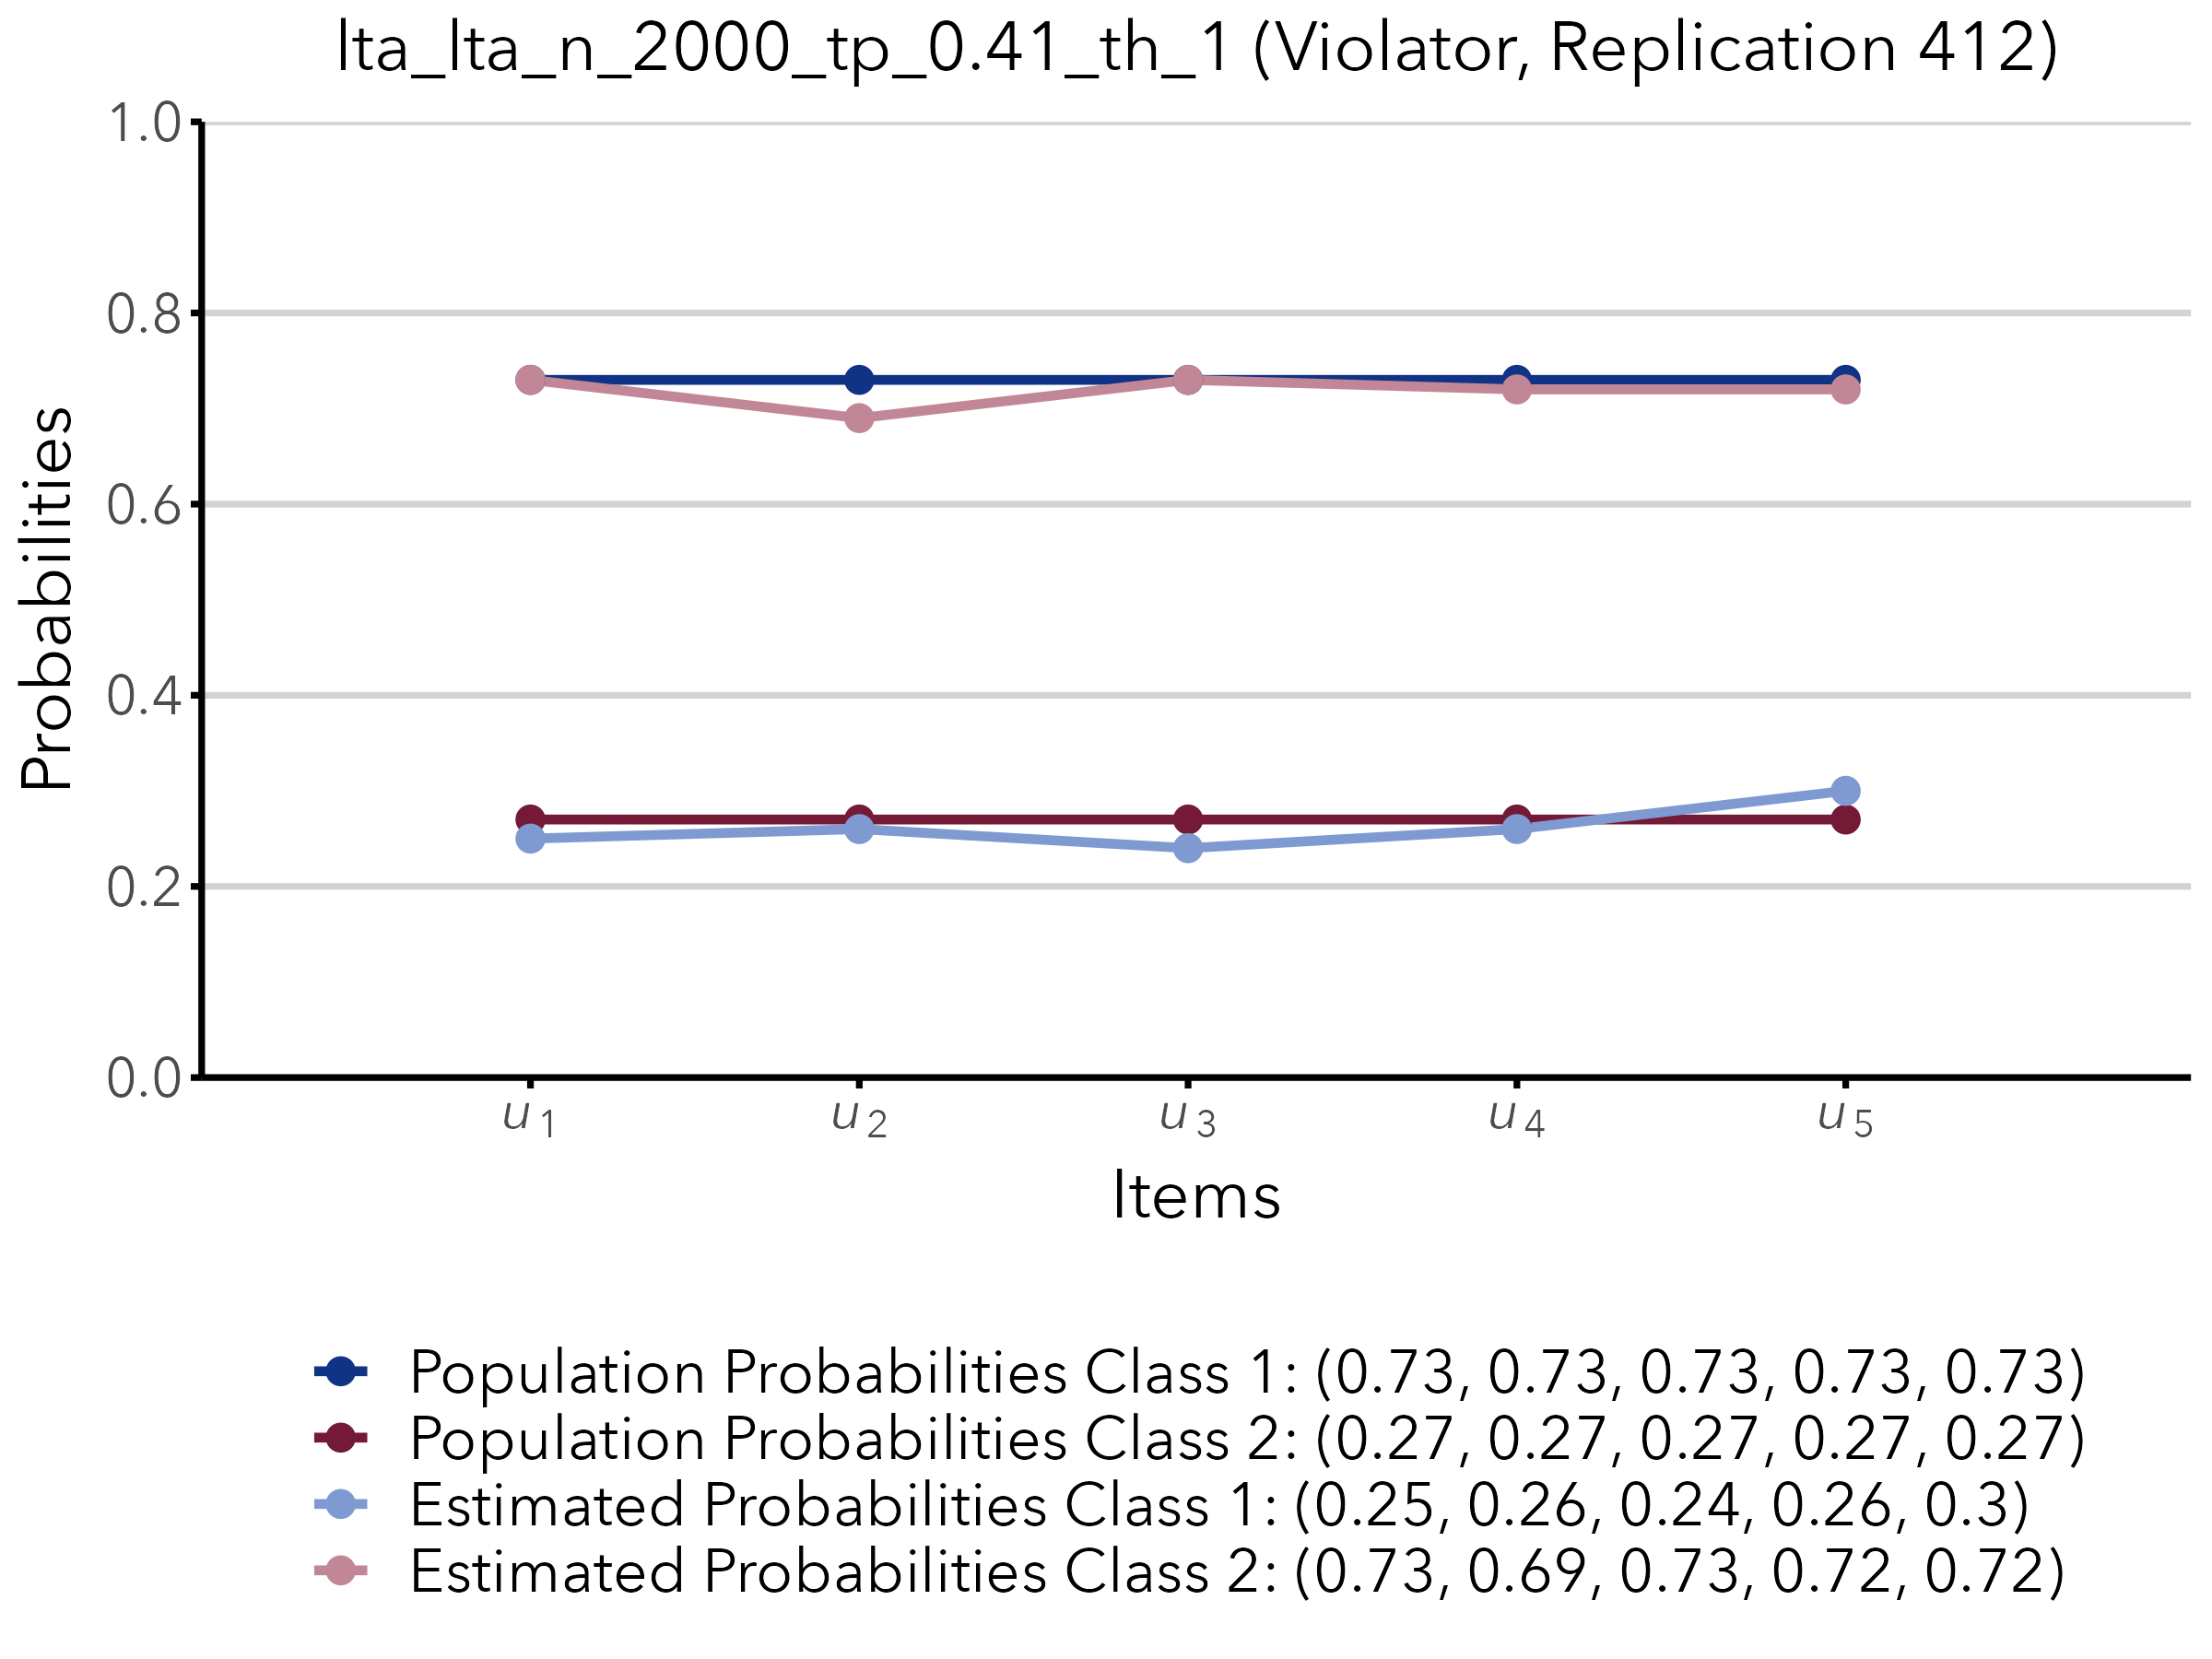 lta_lta_n_2000_tp_0.41_th_1 (Violator, Replication 412)
Probabilities
1.0
0.8
0.6
0.4
0.2
0.0
u1 u2 u3 u4 u5
Items
Population Probabilities Class 1: (0.73, 0.73, 0.73, 0.73, 0.73)
Population Probabilities Class 2: (0.27, 0.27, 0.27, 0.27, 0.27)
Estimated Probabilities Class 1: (0.25, 0.26, 0.24, 0.26, 0.3)
Estimated Probabilities Class 2: (0.73, 0.69, 0.73, 0.72, 0.72)